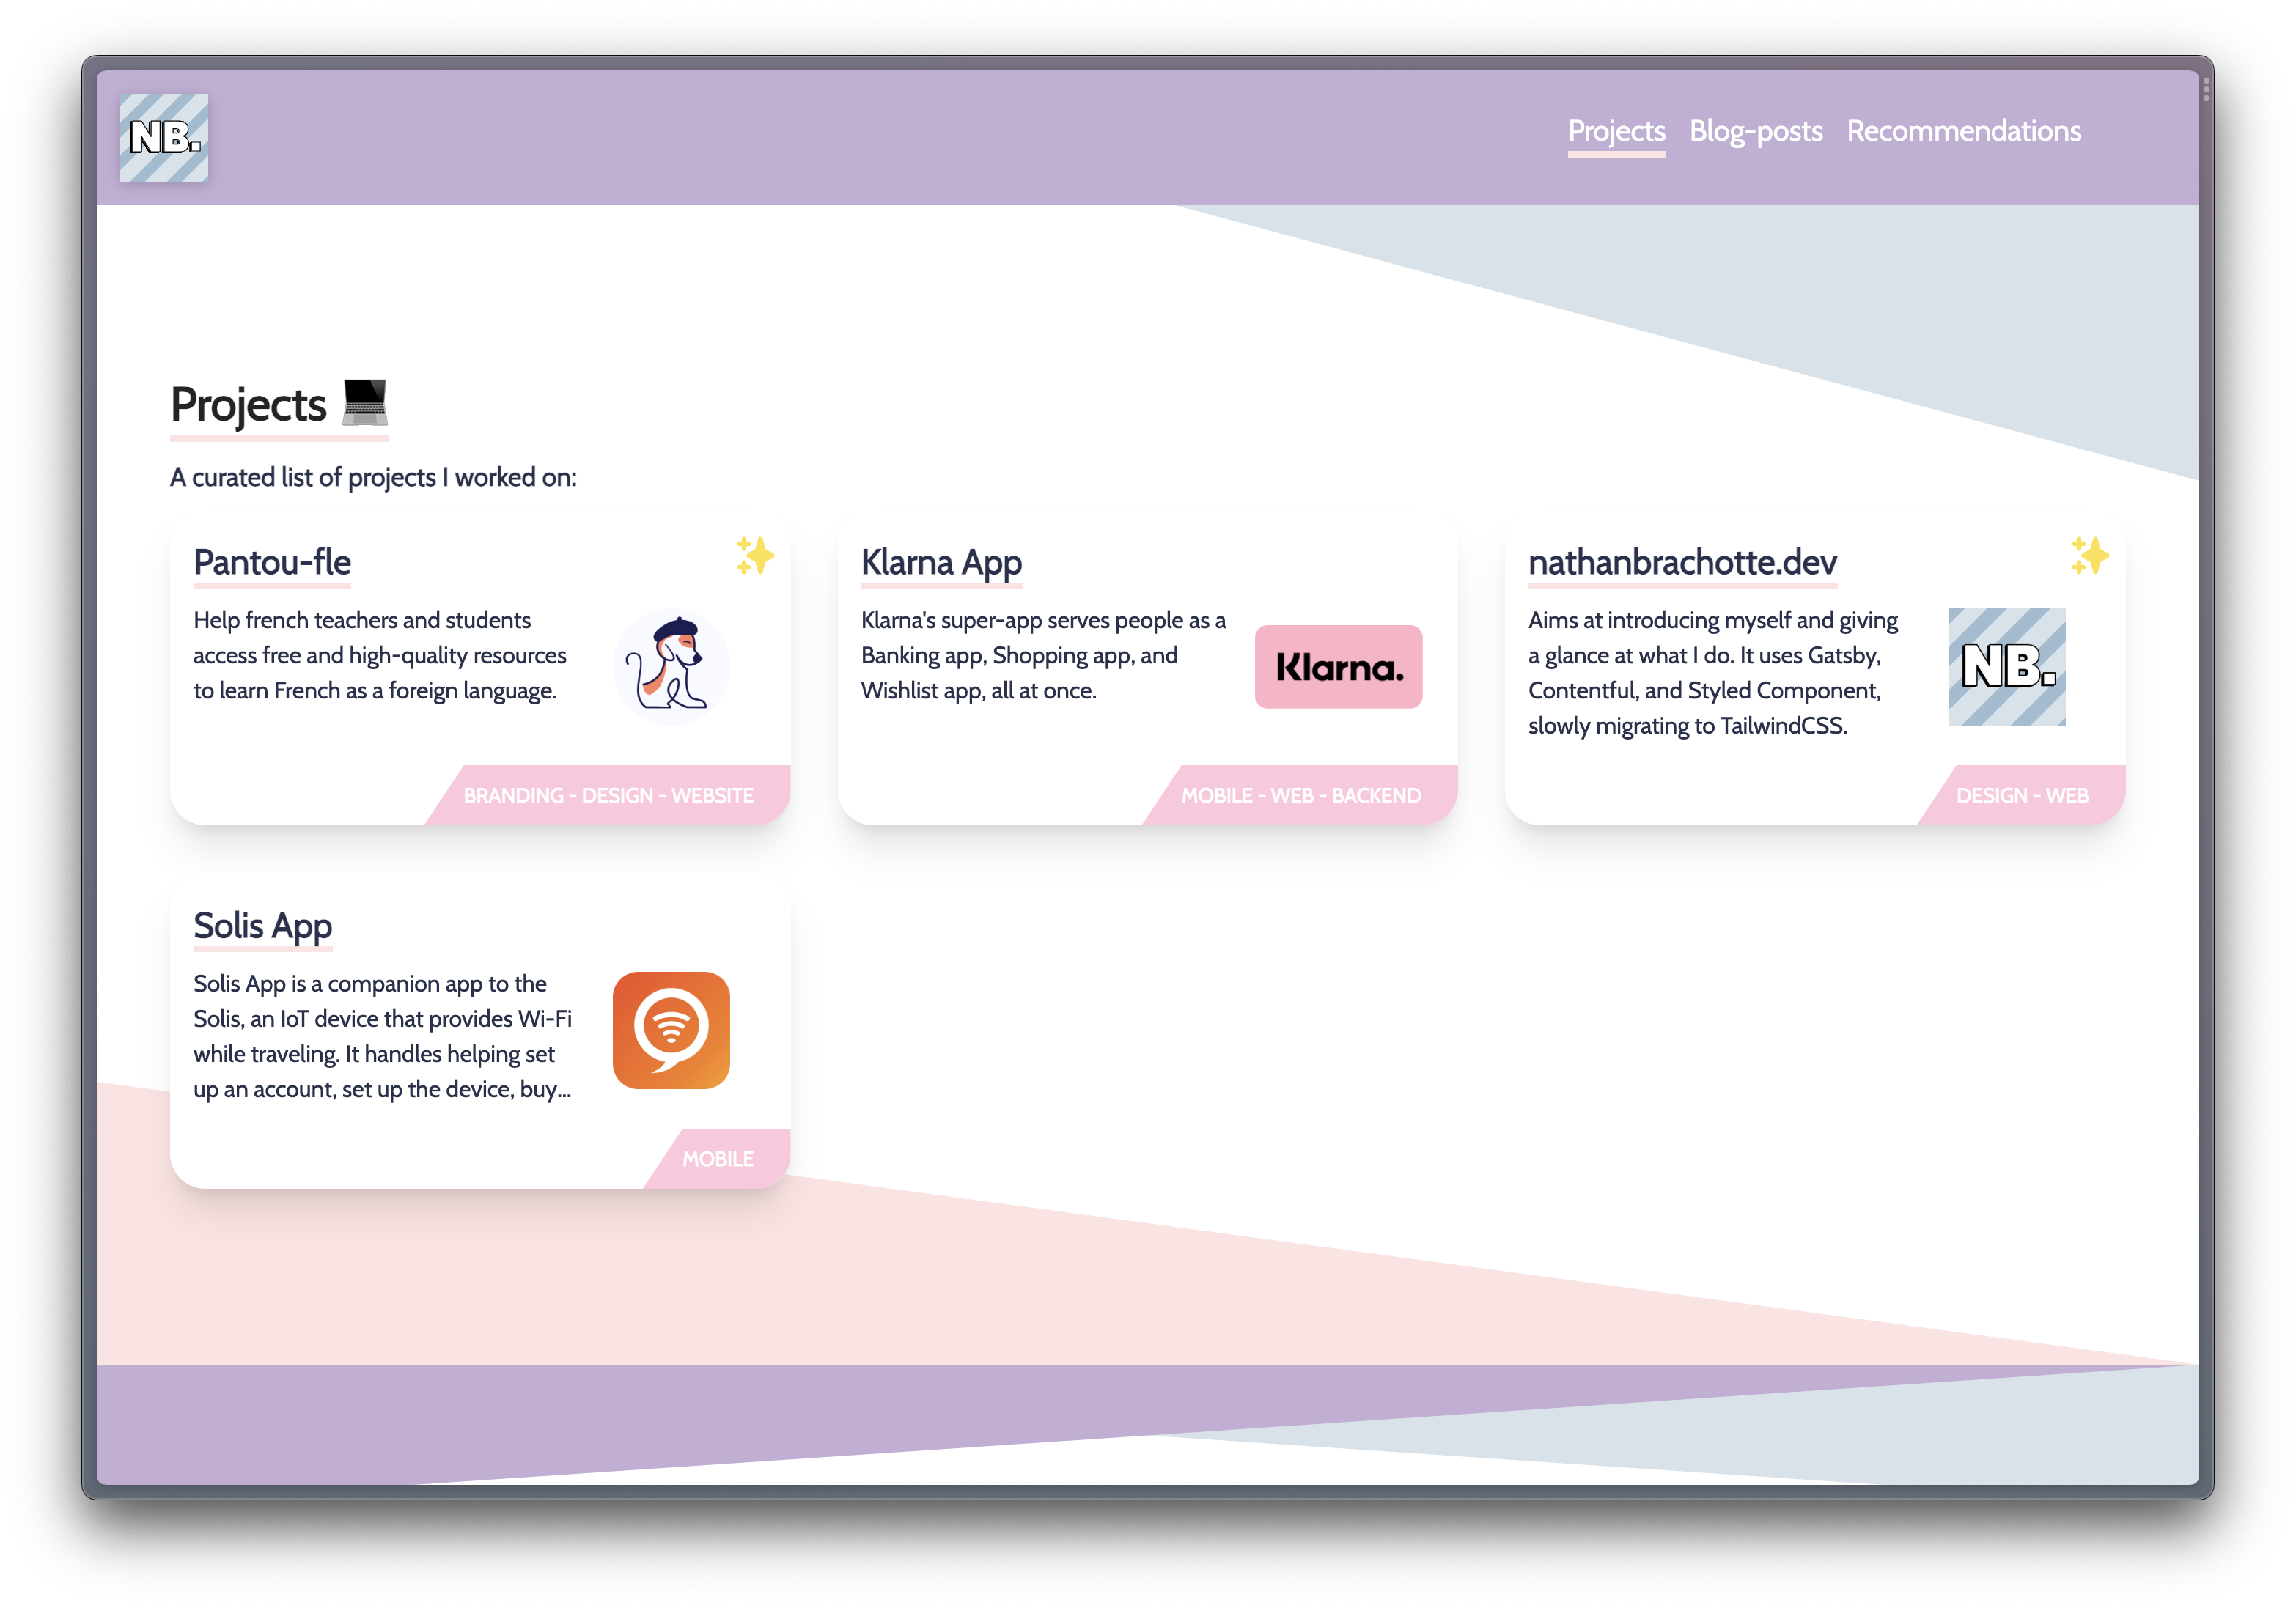 NB.
Projects Blog-posts Recommendations
Projects
A curated list of projects I worked on:
Pantou-fle
Help french teachers and students
access free and high-quality resources
to learn French as a foreign language.
BRANDING - DESIGN - WEBSITE
Klarna App
Klarna's super-app serves people as a
Banking app, Shopping app, and
Wishlist app, all at once.
Klarna.
MOBILE - WEB - BACKEND
nathanbrachotte.dev
Aims at introducing myself and giving
a glance at what I do. It uses Gatsby,
Contentful, and Styled Component,
slowly migrating to TailwindCSS.
NB.
DESIGN - WEB
Solis App
Solis App is a companion app to the
Solis, an IoT device that provides Wi-Fi
while traveling. It handles helping set
up an account, set up the device, buy...
MOBILE